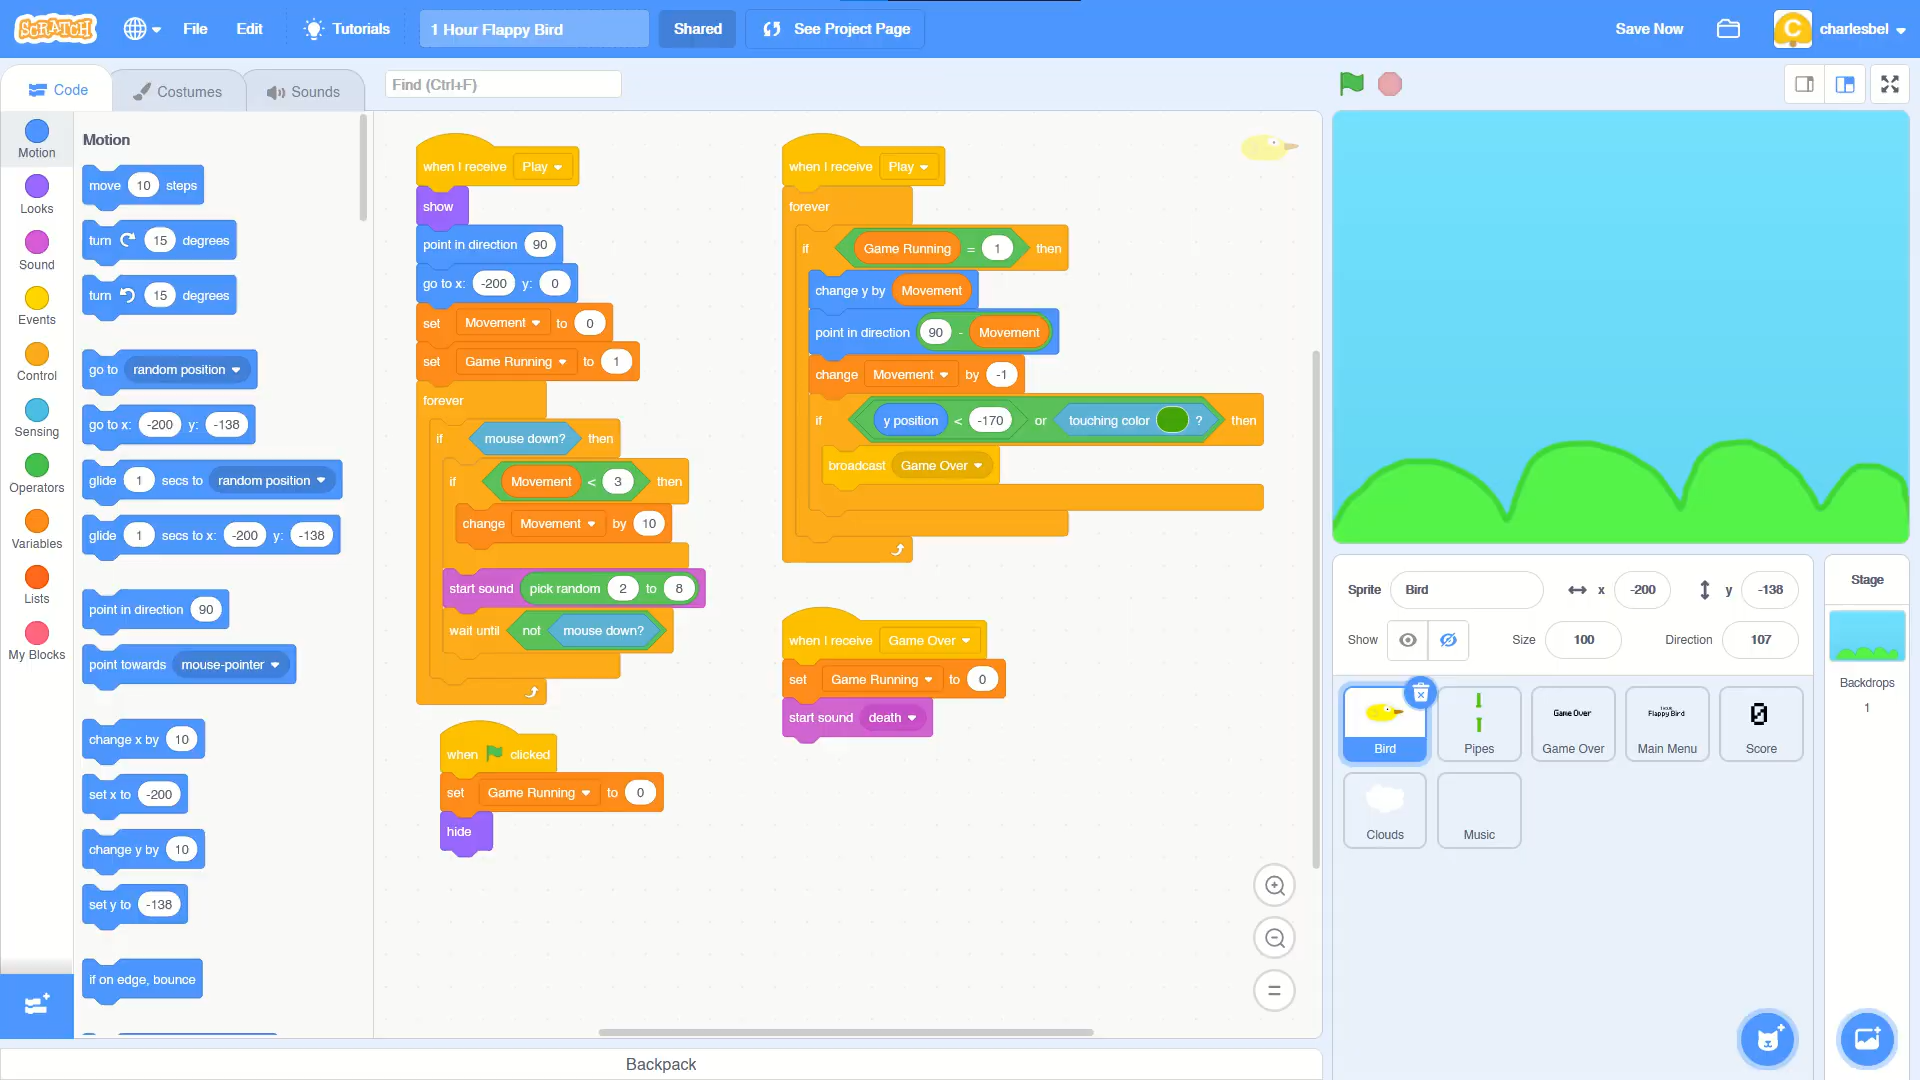 SCRATCH
File
Edit
Tutorials
1 Hour Flappy Bird
Shared
See Project Page
Save Now
C
charlesbel
Code
Costumes
Sounds
Find (Ctrl+F)
Motion
Looks
Sound
Events
Control
Sensing
Operators
Variables
Lists
My Blocks
Motion
move 10 steps
turn 15 degrees
turn 15 degrees
go to random position
go to x: -200 y: -138
glide 1 secs to random position
glide 1 secs to x: -200 y: -138
point in direction 90
point towards mouse-pointer
change x by 10
set x to -200
change y by 10
set y to -138
if on edge, bounce
when I receive Play
show
point in direction 90
go to x: -200 y: 0
set Movement to 0
set Game Running to 1
forever
if mouse down? then
if Movement < 3 then
change Movement by 10
start sound pick random 2 to 8
wait until not mouse down?
when clicked
set Game Running to 0
hide
when I receive Play
forever
if Game Running = 1 then
change y by Movement
point in direction 90 - Movement
change Movement by -1
if y position < -170 or touching color ? then
broadcast Game Over
when I receive Game Over
set Game Running to 0
start sound death
Backpack
Sprite Bird x -200 y -138
Show Size 100 Direction 107
Bird
Pipes
Game Over
Game Over
Flappy Bird
Main Menu
0
Score
Clouds
Music
Stage
Backdrops
1